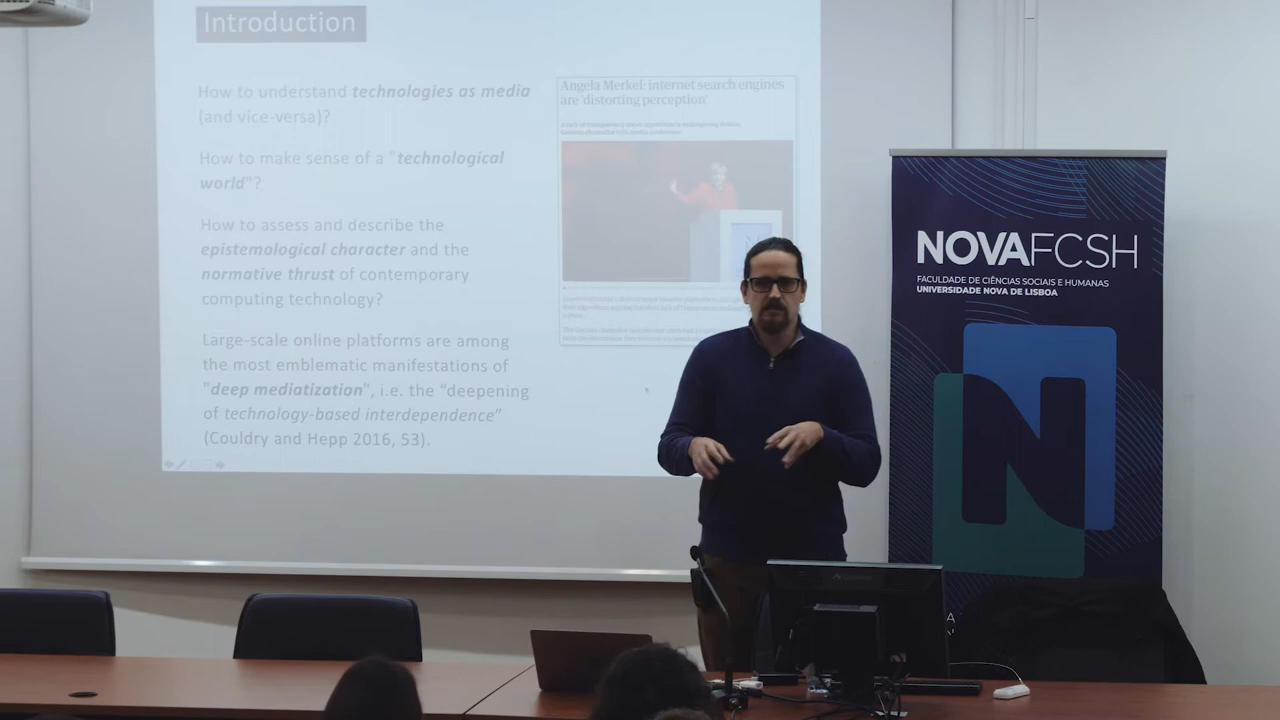 Introduction
How to understand technologies as media
(and vice-versa)?
How to make sense of a "technological
world"?
How to assess and describe the
epistemological character and the
normative thrust of contemporary
computing technology?
Large-scale online platforms are among
the most emblematic manifestations of
"deep mediatization", i.e. the “deepening
of technology-based interdependence”
(Couldry and Hepp 2016, 53).
Angela Merkel: internet search engines
are 'distorting perception'
NOVAFCSH
FACULDADE DE CIÊNCIAS SOCIAIS E HUMANAS
UNIVERSIDADE NOVA DE LISBOA
N